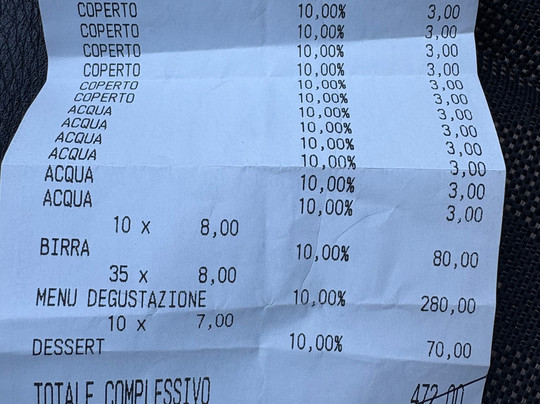 COPERTO 10,00% 3,00
COPERTO 10,00% 3,00
COPERTO 10,00% 3,00
COPERTO 10,00% 3,00
COPERTO 10,00% 3,00
COPERTO 10,00% 3,00
ACQUA 10,00% 3,00
ACQUA 10,00% 3,00
ACQUA 10,00% 3,00
ACQUA 10,00% 3,00
ACQUA 10,00% 3,00
ACQUA 10,00% 3,00
10 x 8,00
BIRRA 10,00% 80,00
35 x 8,00
MENU DEGUSTAZIONE 10,00% 280,00
10 x 7,00
DESSERT 10,00% 70,00
TOTALE COMPLESSIVO 472,00